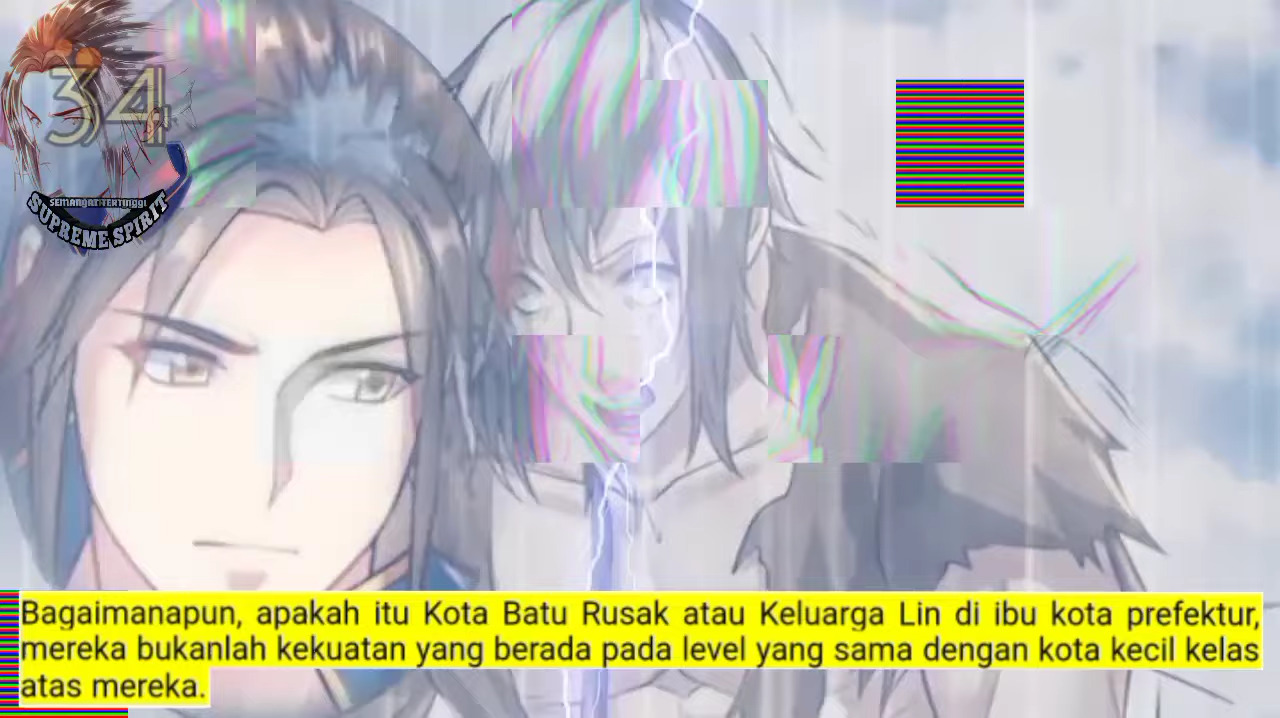 34
SEMANGAT TERTINGGI
SUPREME SPIRIT
Bagaimanapun, apakah itu Kota Batu Rusak atau Keluarga Lin di ibu kota prefektur,
mereka bukanlah kekuatan yang berada pada level yang sama dengan kota kecil kelas
atas mereka.